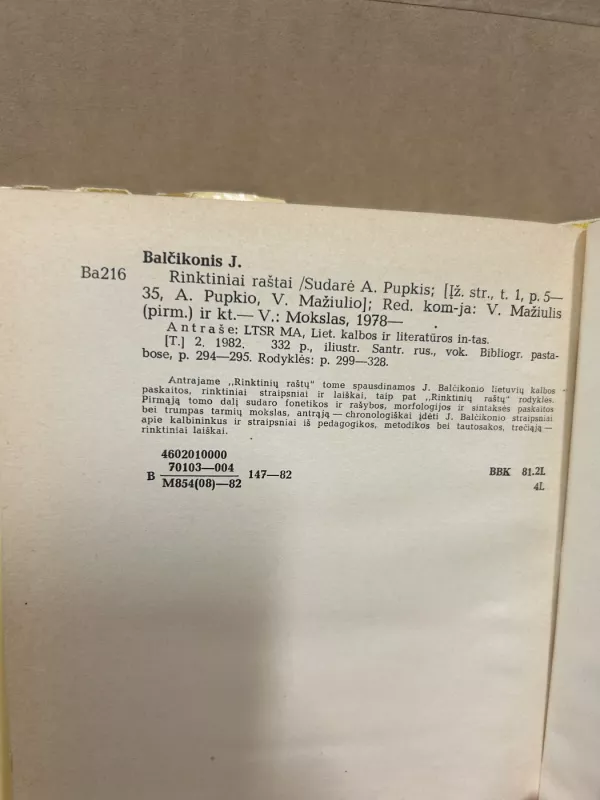 Balčikonis J.
Ba216 Rinktiniai raštai /Sudarė A. Pupkis; [Įž. str., t. 1, p. 5—
35, A. Pupkio, V. Mažiulio]; Red. kom-ja: V. Mažiulis
(pirm.) ir kt.— V.: Mokslas, 1978—
Antraše: LTSR MA, Liet. kalbos ir literatūros in-tas.
[T.] 2. 1982. 332 p., iliustr. Santr. rus., vok. Bibliogr. pasta-
bose, p. 294—295. Rodyklės: p. 299—328.
Antrajame „Rinktinių raštų" tome spausdinamos J. Balčikonio lietuvių kalbos
paskaitos, rinktiniai straipsniai ir laiškai, taip pat „Rinktinių raštų" rodyklės.
Pirmąją tomo dalį sudaro fonetikos ir rašybos, morfologijos ir sintaksės paskaitos
bei trumpas tarmių mokslas, antrąją — chronologiškai įdėti J. Balčikonio straipsniai
apie kalbininkus ir straipsniai iš pedagogikos, metodikos bei tautosakos, trečiąją —
rinktiniai laiškai.
4602010000
70103—004
B M854(08)—82 147—82 BBK 81.2L
4L